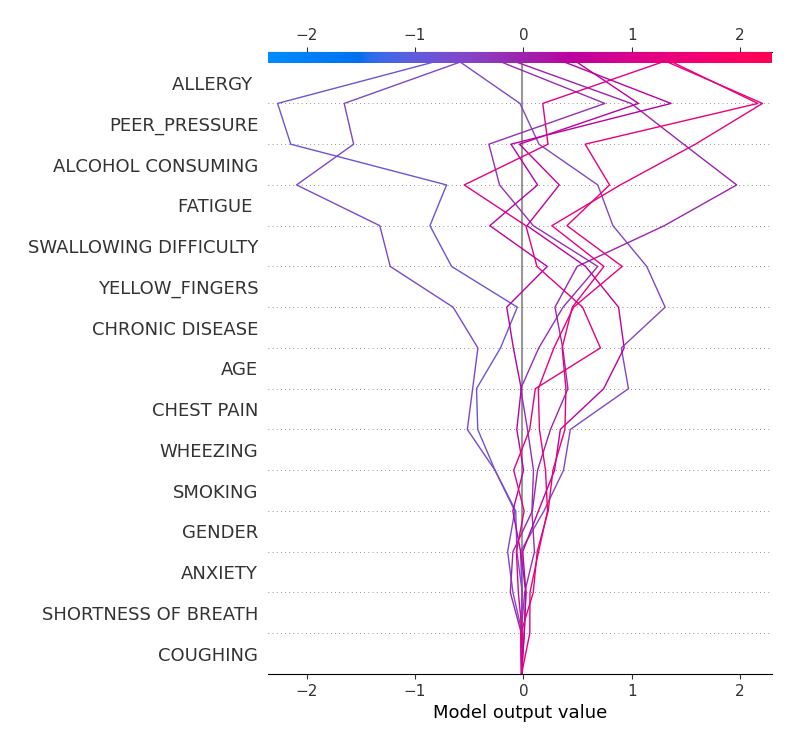 −2 −1 0 1 2
ALLERGY
PEER_PRESSURE
ALCOHOL CONSUMING
FATIGUE
SWALLOWING DIFFICULTY
YELLOW_FINGERS
CHRONIC DISEASE
AGE
CHEST PAIN
WHEEZING
SMOKING
GENDER
ANXIETY
SHORTNESS OF BREATH
COUGHING
−2 −1 0 1 2
Model output value